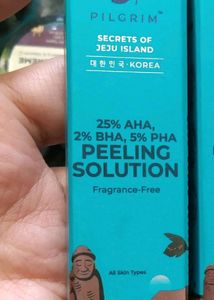 PILGRIM™
SECRETS OF
JEJU ISLAND
대한민국·KOREA
25% AHA,
2% BHA, 5% PHA
PEELING
SOLUTION
Fragrance-Free
All Skin Types